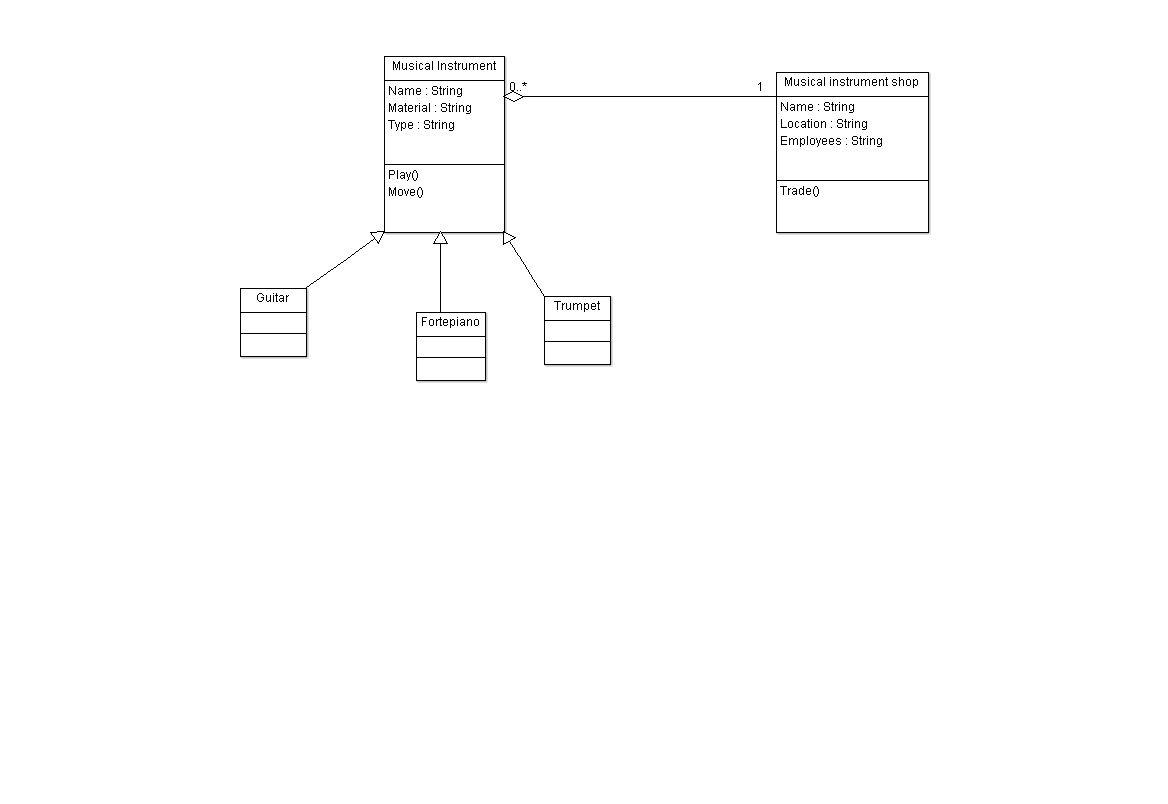 Musical Instrument
Name : String
Material : String
Type : String
Play()
Move()
0..*
1
Musical instrument shop
Name : String
Location : String
Employees : String
Trade()
Guitar
Fortepiano
Trumpet